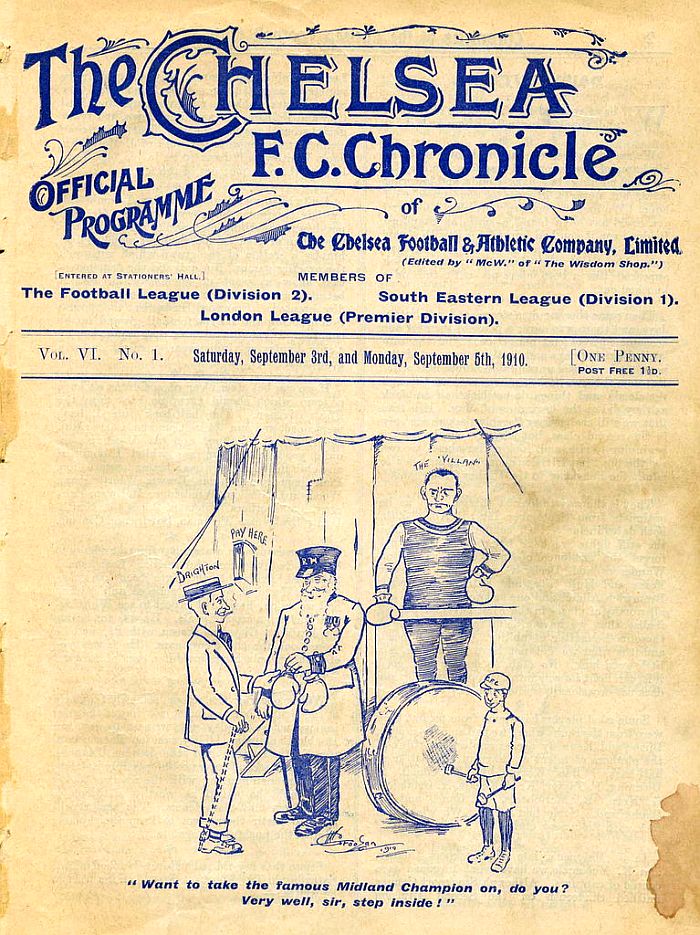 The CHELSEA
F.C. Chronicle
OFFICIAL
PROGRAMME
of
The Chelsea Football & Athletic Company, Limited.
(Edited by "McW." of "The Wisdom Shop.")
[ENTERED AT STATIONERS' HALL.]
MEMBERS OF
The Football League (Division 2). South Eastern League (Division 1).
London League (Premier Division).
VOL. VI. No. 1. Saturday, September 3rd, and Monday, September 5th, 1910. [ONE PENNY.
POST FREE 1½D.
THE "VILLAN"
PAY HERE
BRIGHTON
1910
"Want to take the famous Midland Champion on, do you?
Very well, sir, step inside!"